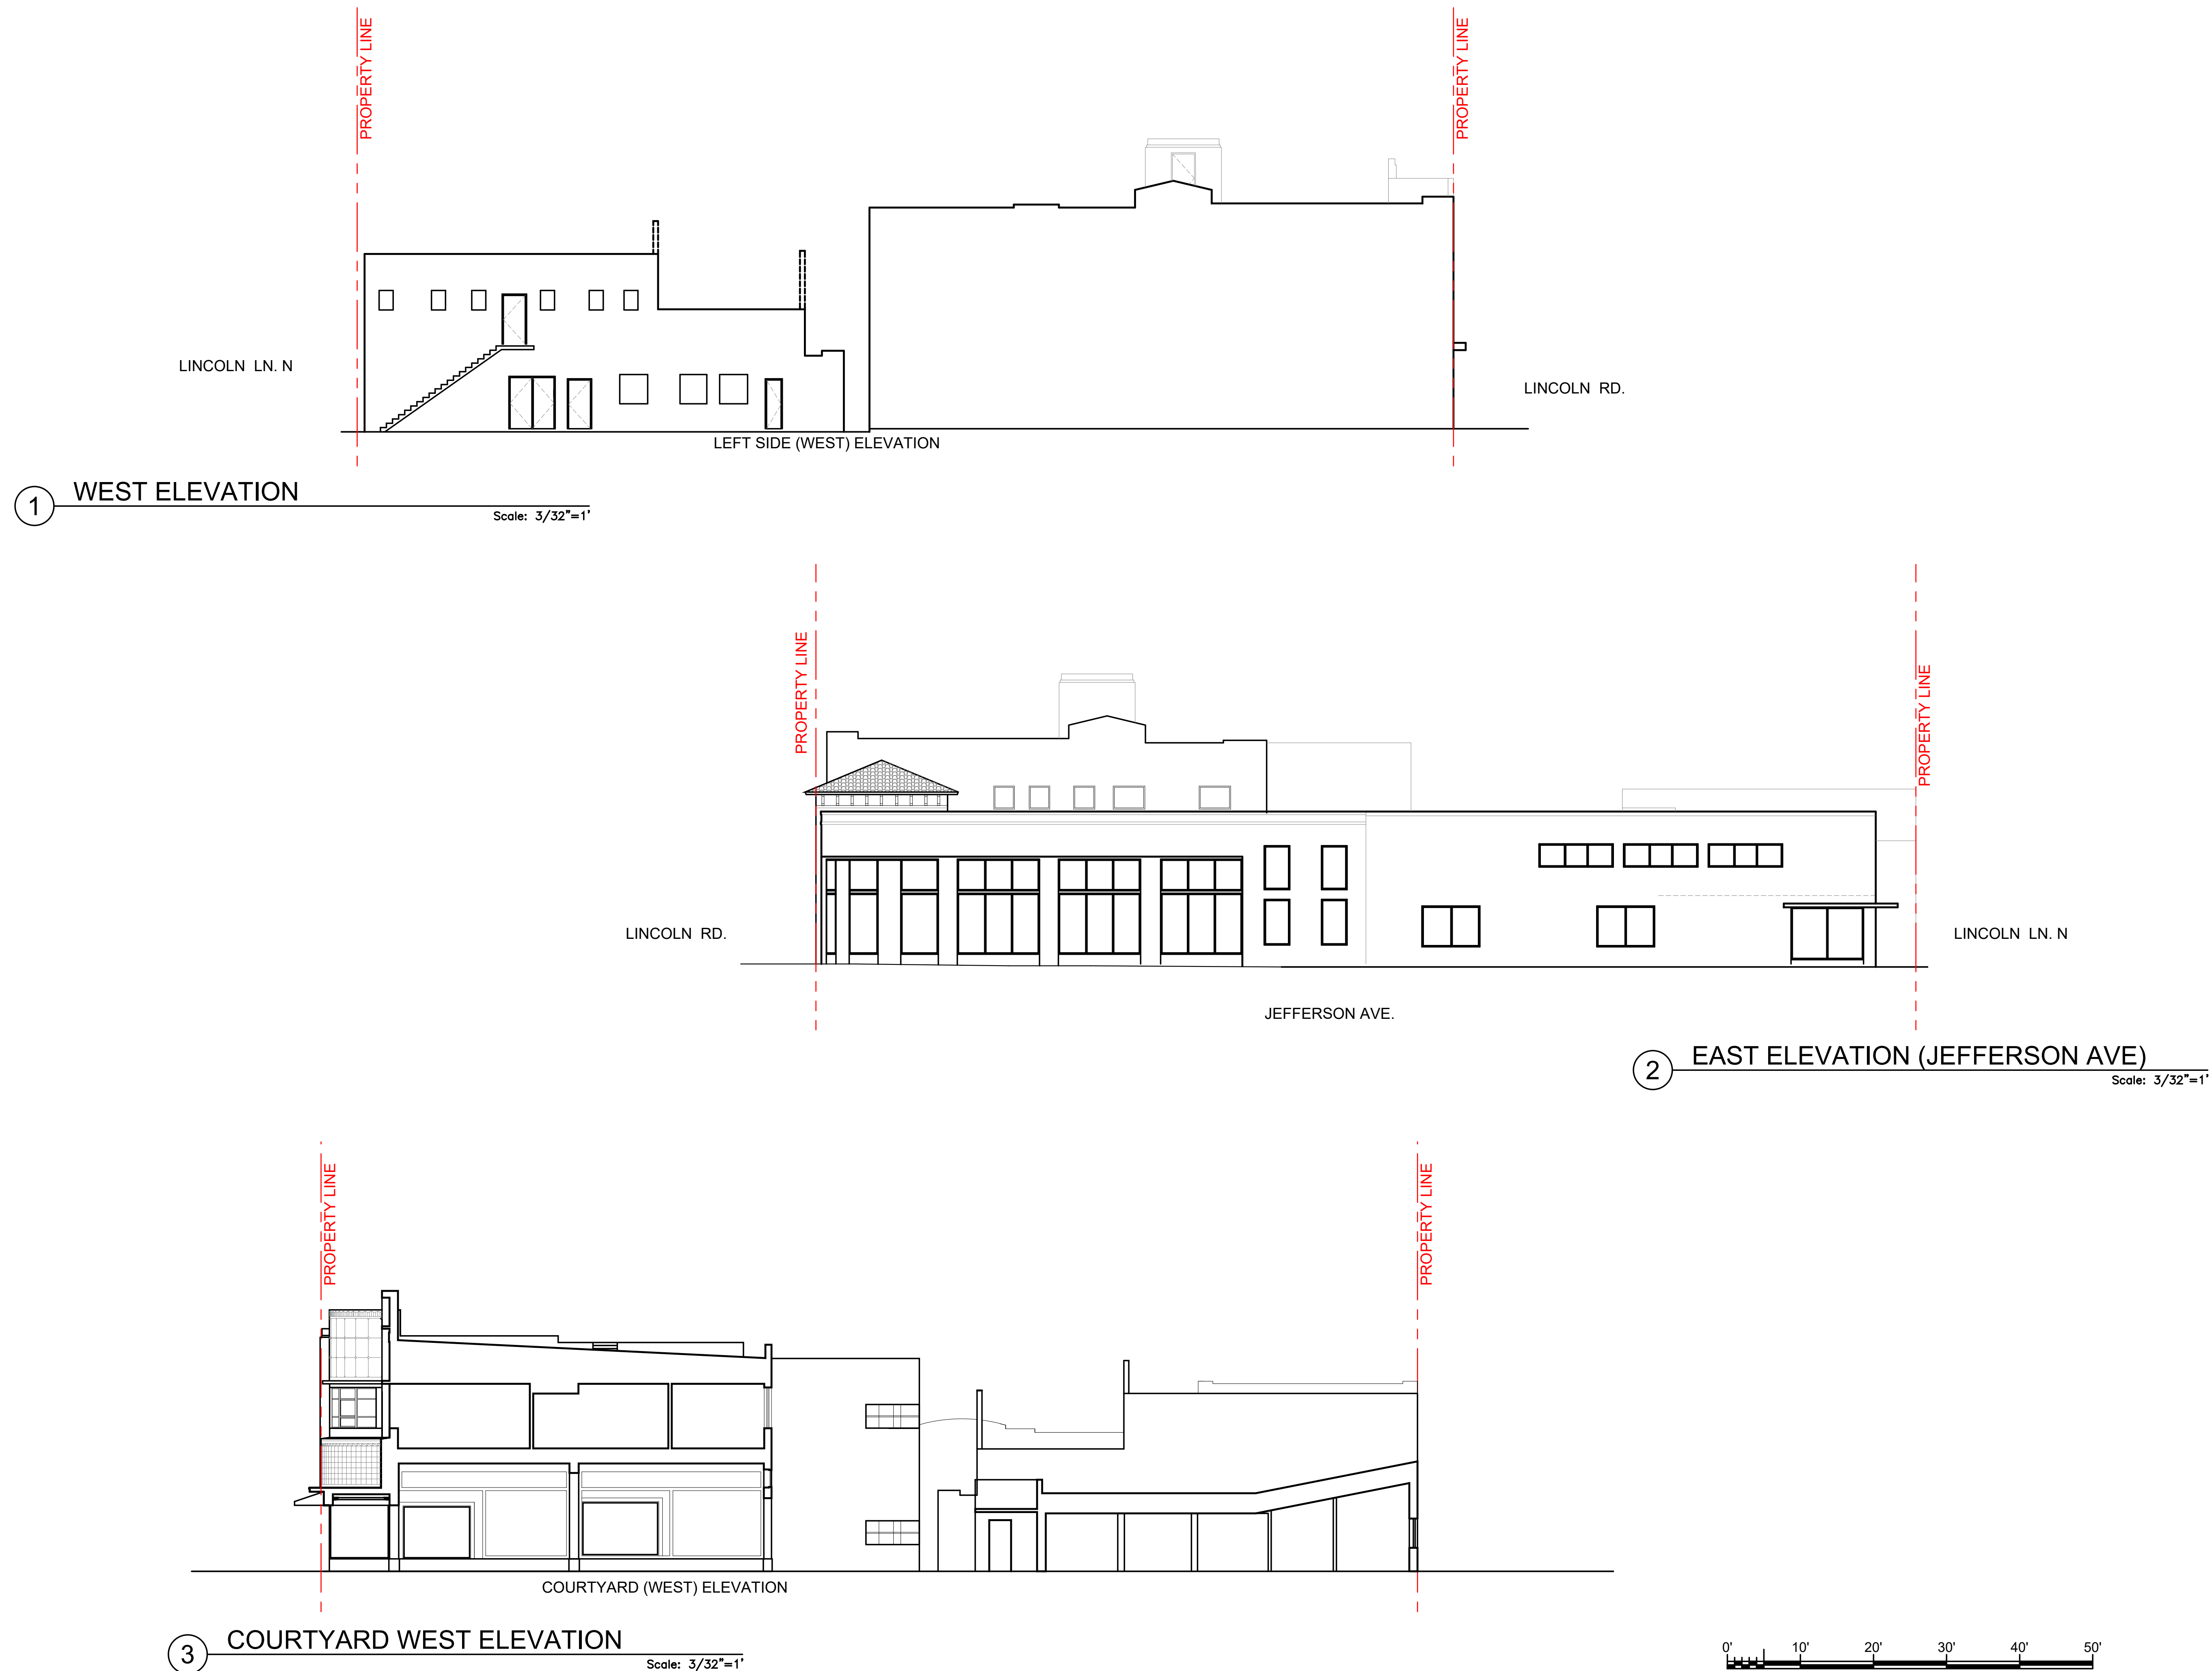 PROPERTY LINE
PROPERTY LINE
LINCOLN LN. N
LINCOLN RD.
LEFT SIDE (WEST) ELEVATION
1
WEST ELEVATION
Scale: 3/32"=1'
PROPERTY LINE
PROPERTY LINE
LINCOLN RD.
LINCOLN LN. N
JEFFERSON AVE.
2
EAST ELEVATION (JEFFERSON AVE)
Scale: 3/32"=1'
PROPERTY LINE
PROPERTY LINE
COURTYARD (WEST) ELEVATION
3
COURTYARD WEST ELEVATION
Scale: 3/32"=1'
0' 10' 20' 30' 40' 50'